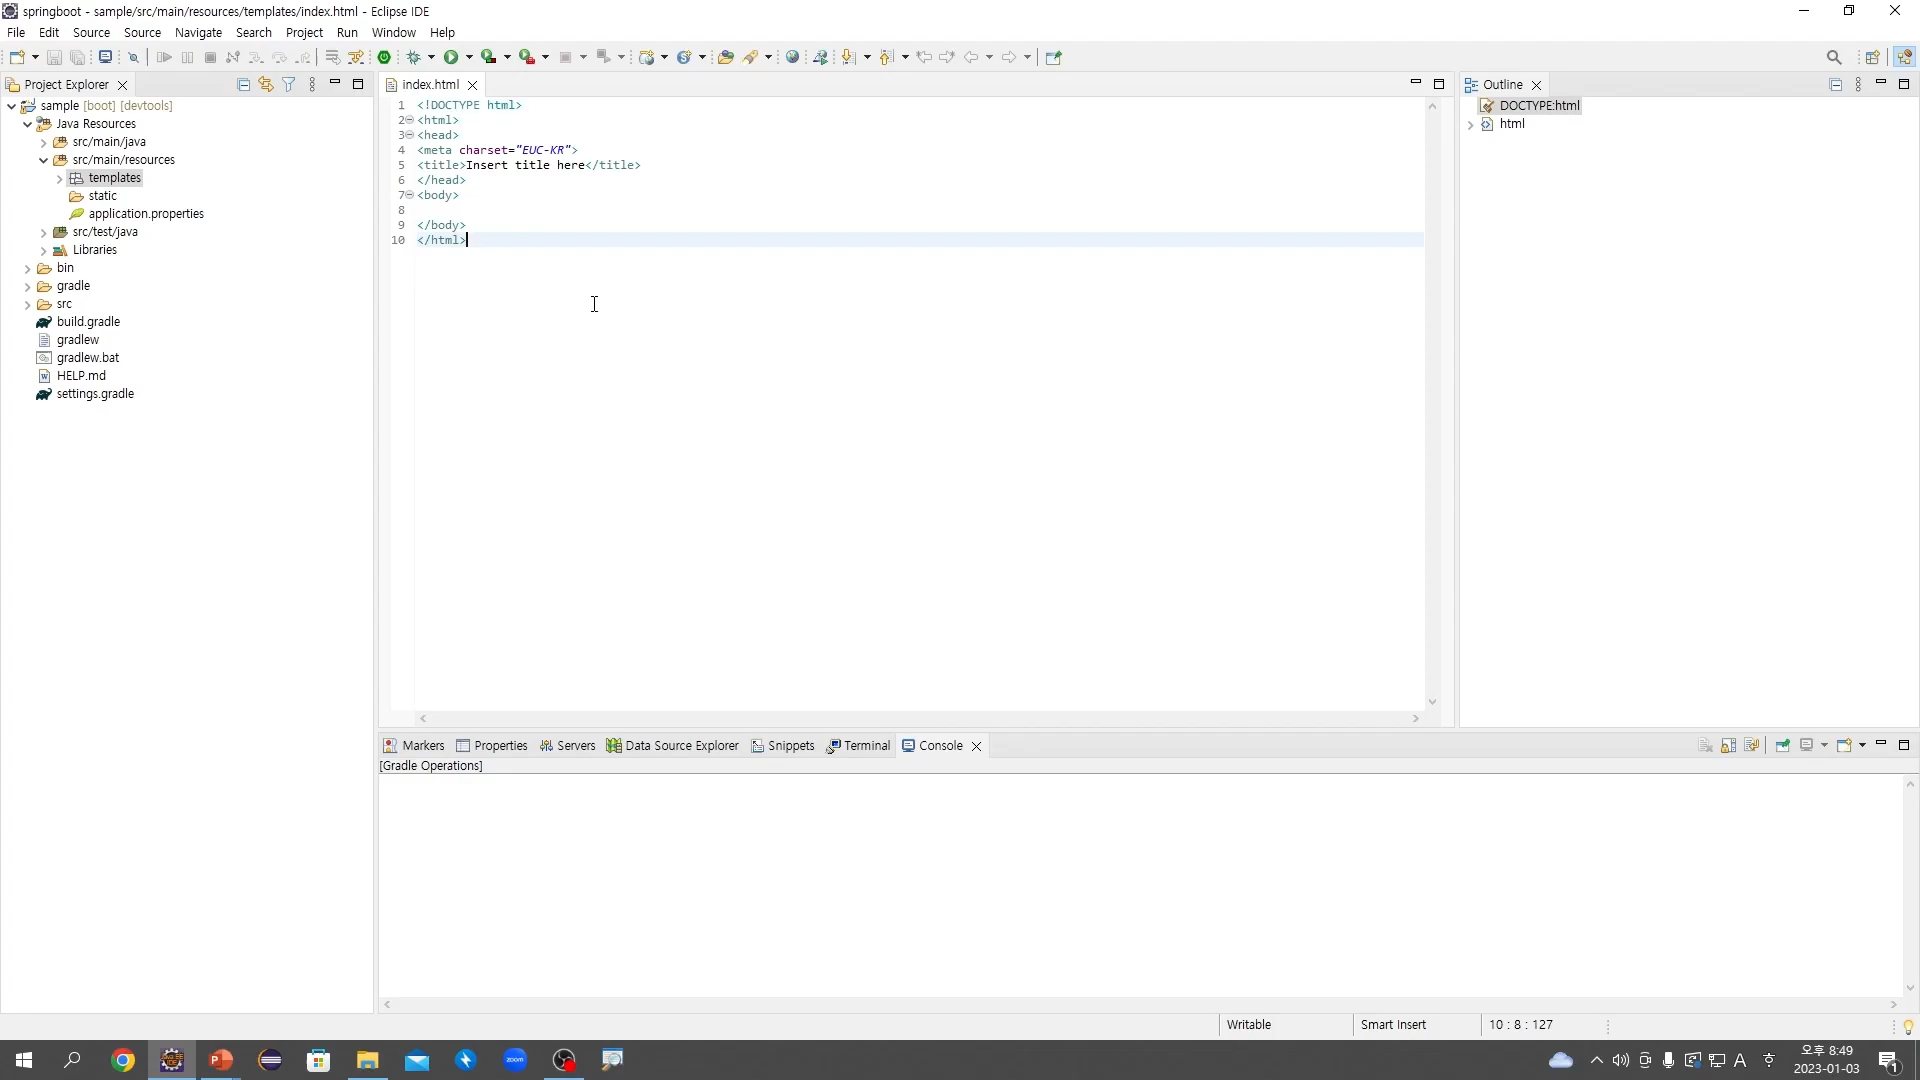 springboot - sample/src/main/resources/templates/index.html - Eclipse IDE
File Edit Source Source Navigate Search Project Run Window Help
Project Explorer
sample [boot] [devtools]
Java Resources
src/main/java
src/main/resources
templates
static
application.properties
src/test/java
Libraries
bin
gradle
src
build.gradle
gradlew
gradlew.bat
HELP.md
settings.gradle
index.html
1 <!DOCTYPE html>
2 <html>
3 <head>
4 <meta charset="EUC-KR">
5 <title>Insert title here</title>
6 </head>
7 <body>
8
9 </body>
10 </html>
Outline
DOCTYPE:html
html
Markers Properties Servers Data Source Explorer Snippets Terminal Console
[Gradle Operations]
Writable Smart Insert 10 : 8 : 127
zoom
A
오후 8:49
2023-01-03
1